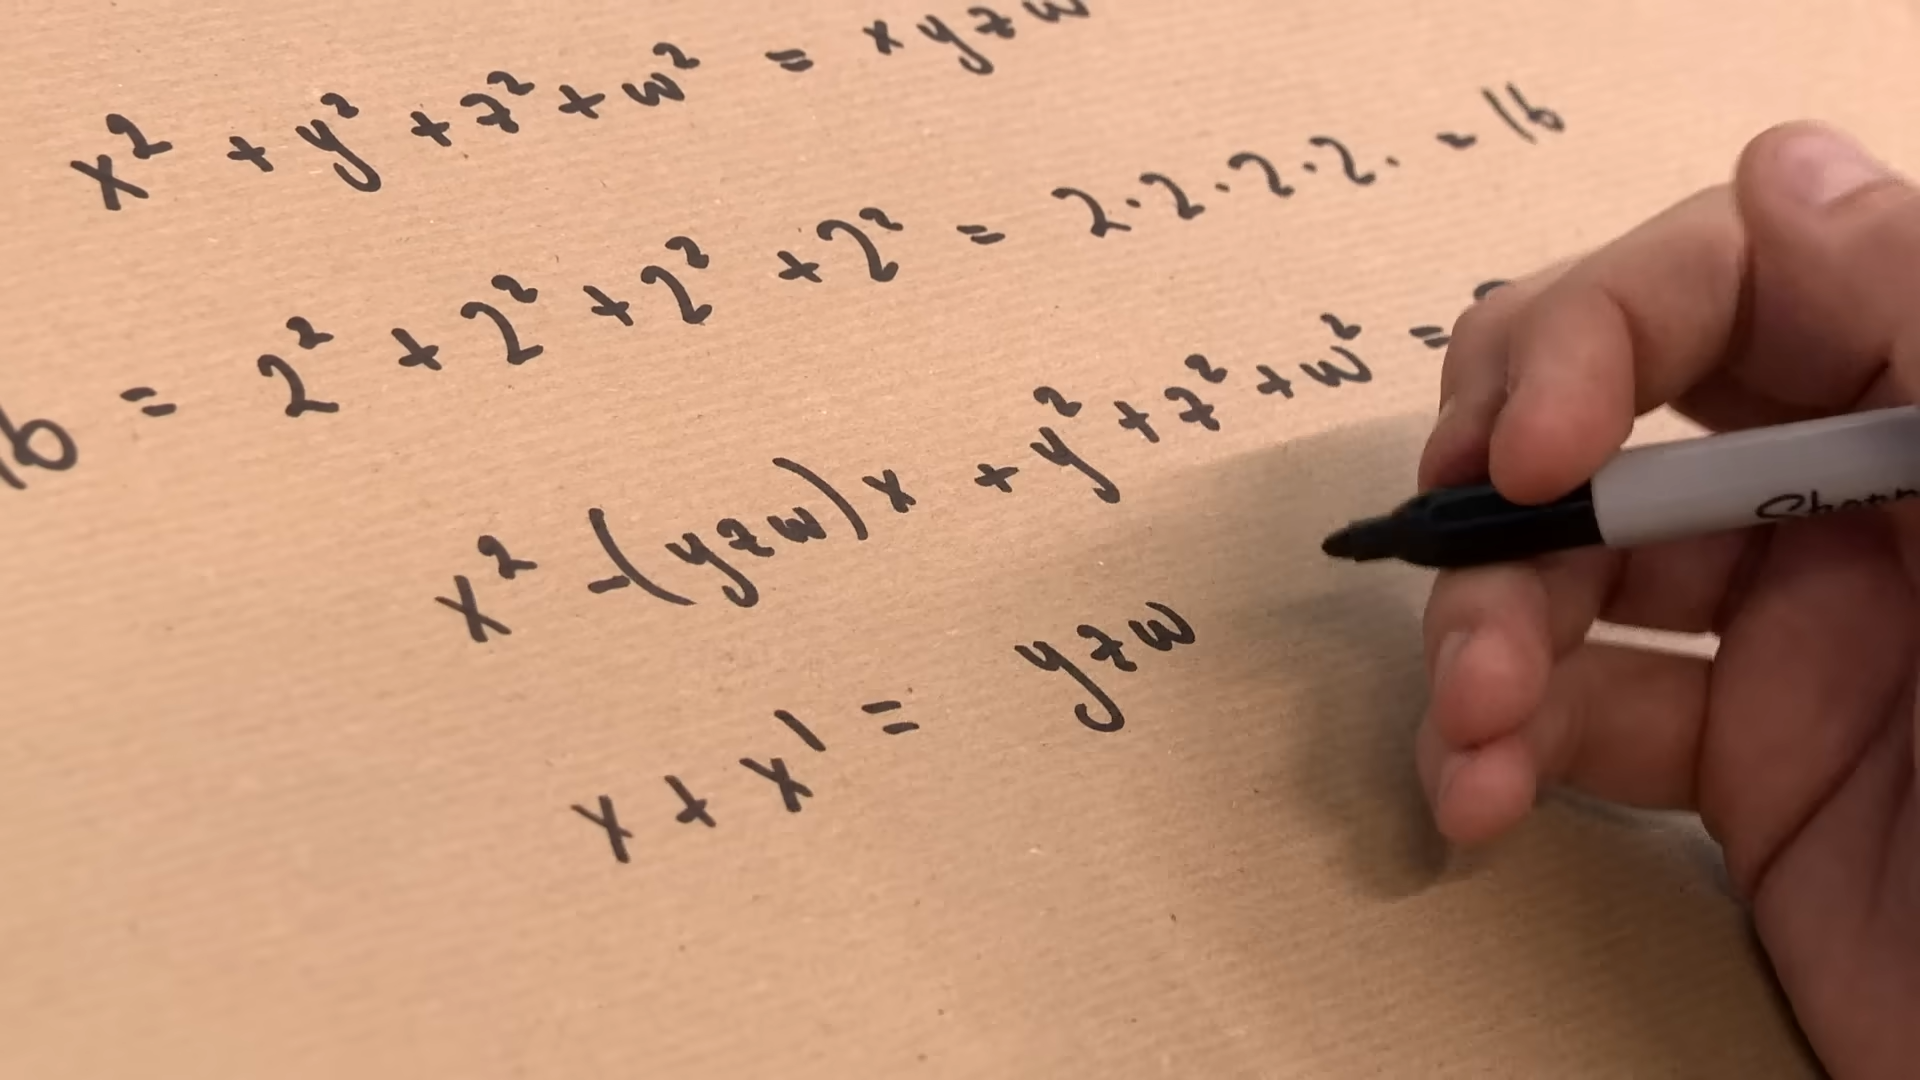 x² + y² + z² + w² = xyzw
16 = 2² + 2² + 2² + 2² = 2·2·2·2· = 16
x² -(yzw)x + y² + z² + w² =
x + x' = yzw